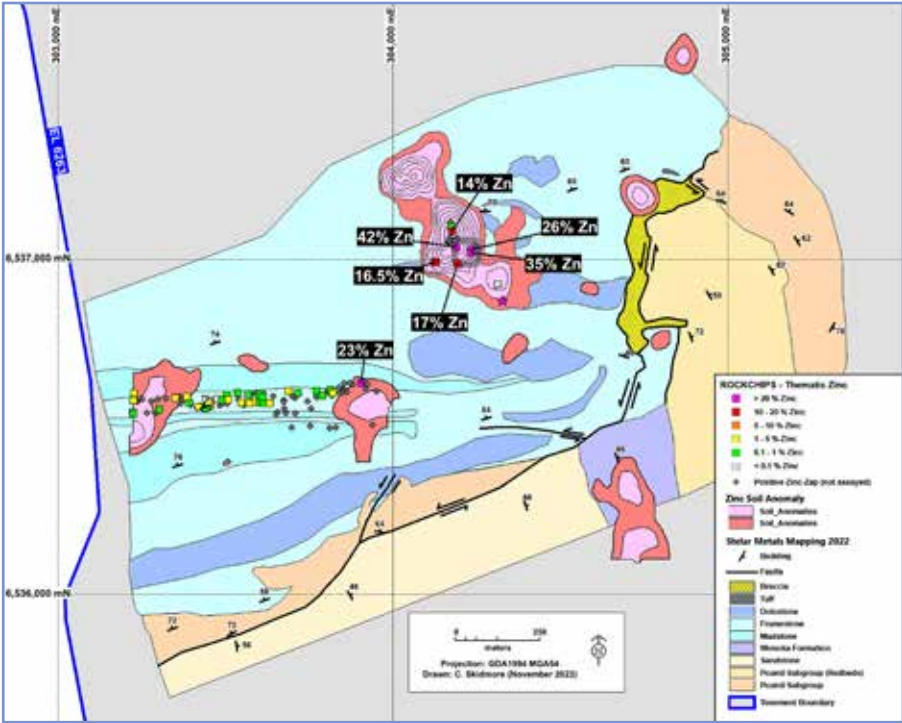 303,000 mE
304,000 mE
305,000 mE
EL 6263
14% Zn
42% Zn
26% Zn
6,537,000 mN
16.5% Zn
35% Zn
17% Zn
23% Zn
6,536,000 mN
ROCKCHIPS - Thematic Zinc
> 20 % Zinc
10 - 20 % Zinc
5 - 10 % Zinc
1 - 5 % Zinc
0.1 - 1 % Zinc
< 0.1 % Zinc
Positive Zinc-Zap (not assayed)
Zinc Soil Anomaly
Soil_Anomalies
Soil_Anomalies
Stelar Metals Mapping 2022
Bedding
Faults
Breccia
Tuff
Dolostone
Mudstone
Formation
Sandstone
Pound Subgroup (Redbeds)
Pound Subgroup
Tenement Boundary
0
250
meters
Projection: GDA1994 MGA54
Drawn: C. Skidmore (November 2022)